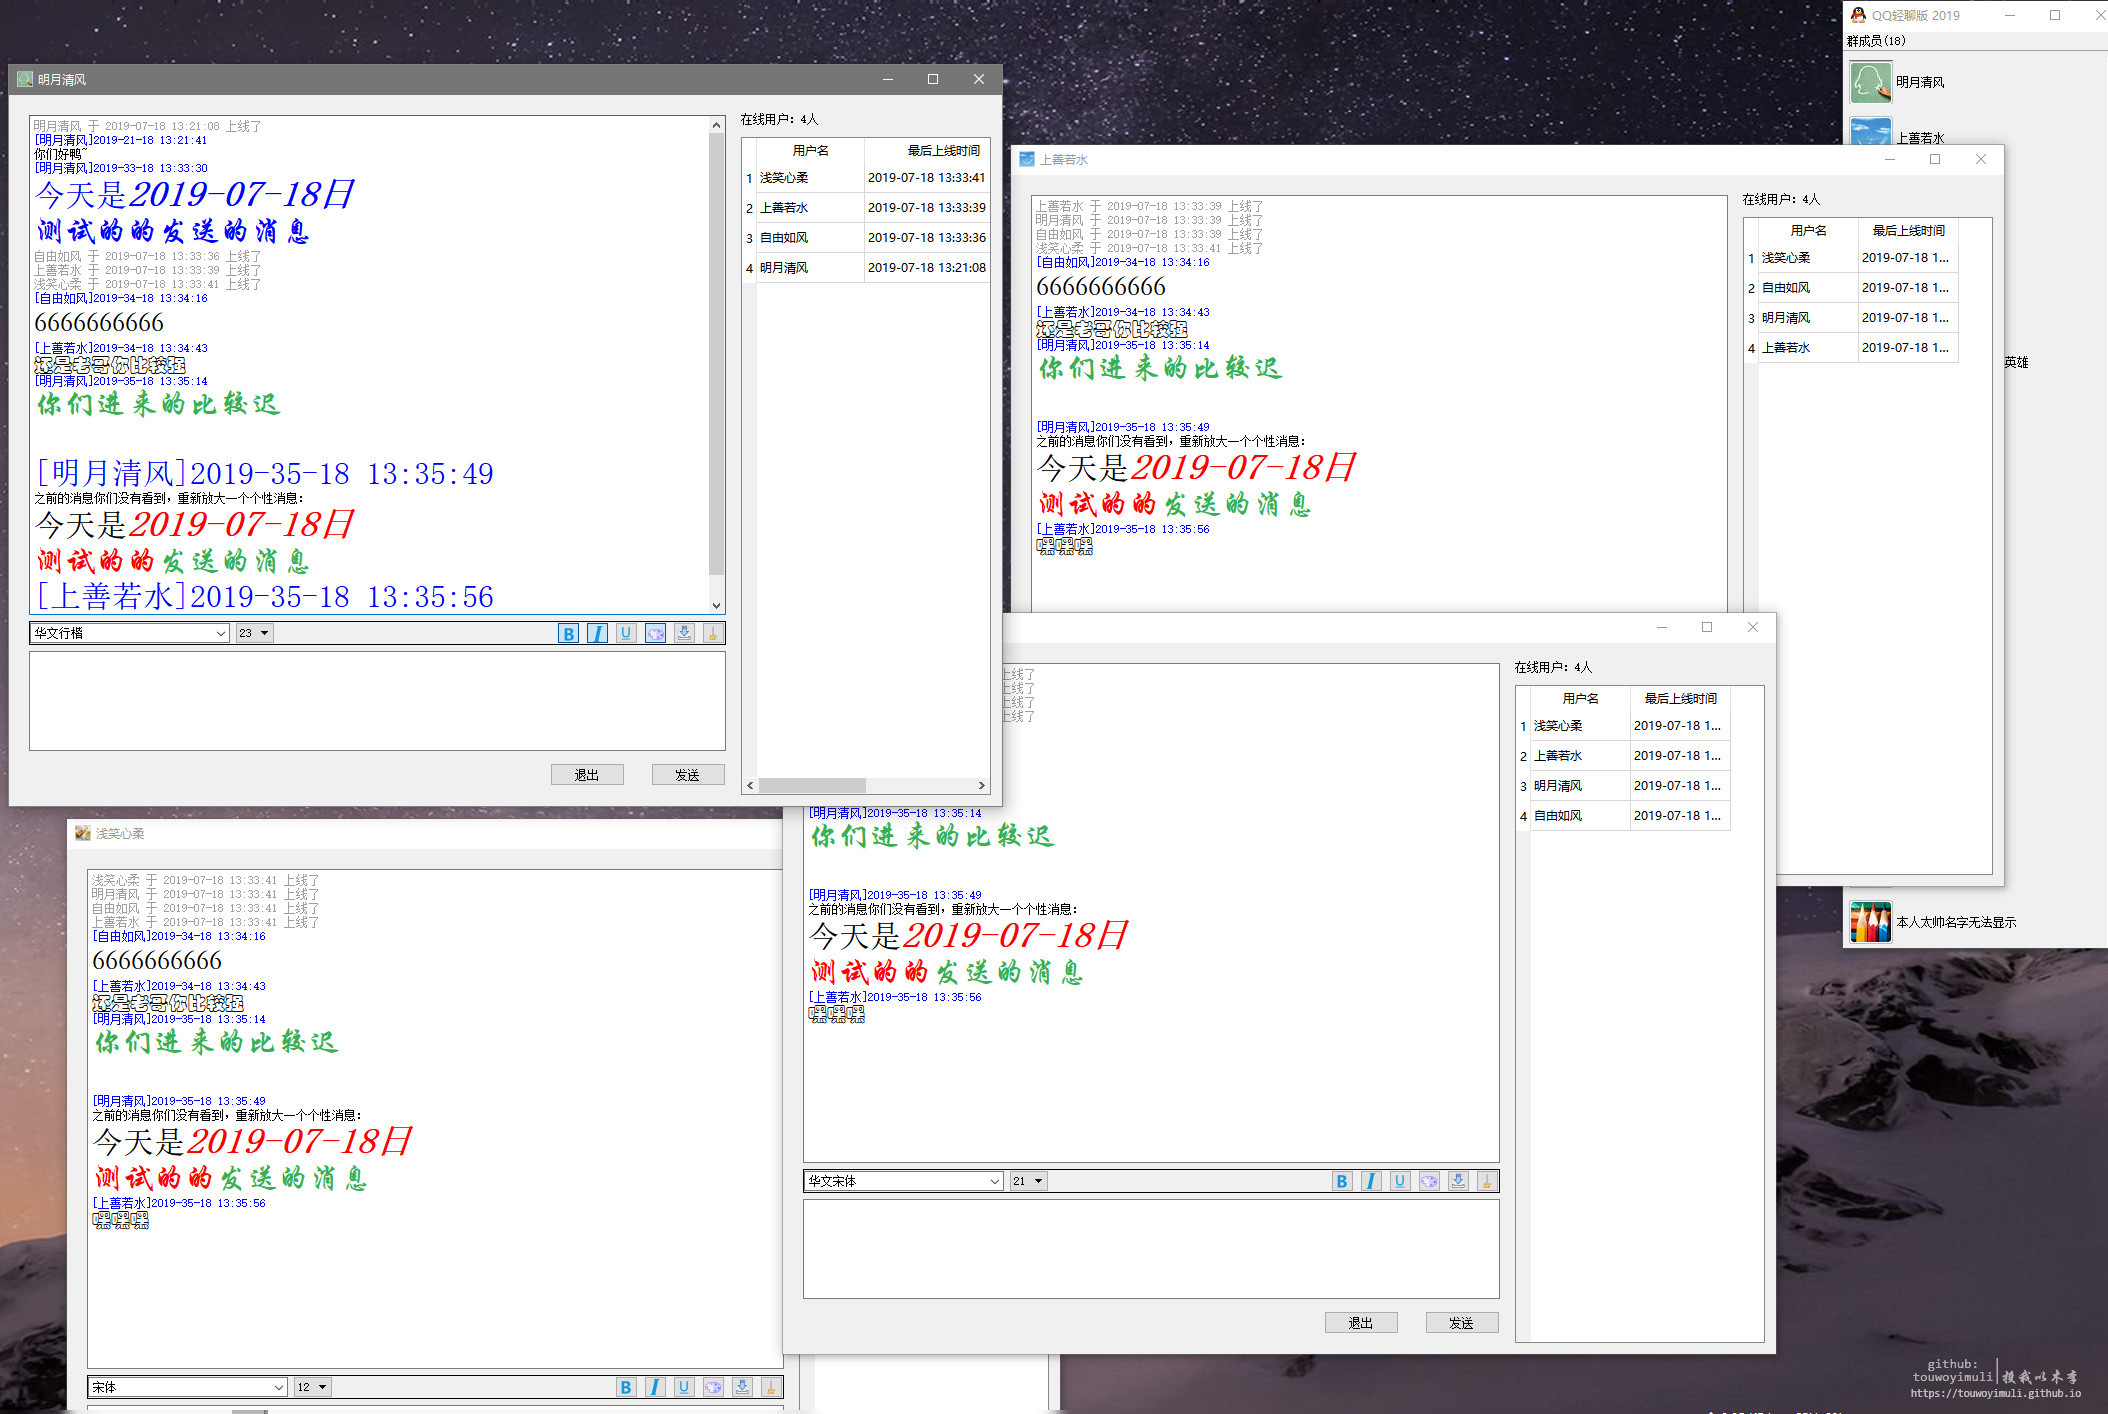 QQ轻聊版 2019
群成员(18)
明月清风
上善若水
英雄
本人太帅名字无法显示
明月清风
明月清风 于 2019-07-18 13:21:08 上线了
[明月清风]2019-21-18 13:21:41
你们好鸭~
[明月清风]2019-33-18 13:33:30
今天是2019-07-18日
测试的的发送的消息
自由如风 于 2019-07-18 13:33:36 上线了
上善若水 于 2019-07-18 13:33:39 上线了
浅笑心柔 于 2019-07-18 13:33:41 上线了
[自由如风]2019-34-18 13:34:16
6666666666
[上善若水]2019-34-18 13:34:43
还是老哥你比较强
[明月清风]2019-35-18 13:35:14
你们进来的比较迟
[明月清风]2019-35-18 13:35:49
之前的消息你们没有看到，重新放大一个个性消息：
今天是2019-07-18日
测试的的发送的消息
[上善若水]2019-35-18 13:35:56
华文行楷
23
B I U
退出
发送
在线用户：4人
用户名 最后上线时间
1 浅笑心柔 2019-07-18 13:33:41
2 上善若水 2019-07-18 13:33:39
3 自由如风 2019-07-18 13:33:36
4 明月清风 2019-07-18 13:21:08
上善若水
上善若水 于 2019-07-18 13:33:39 上线了
明月清风 于 2019-07-18 13:33:39 上线了
自由如风 于 2019-07-18 13:33:39 上线了
浅笑心柔 于 2019-07-18 13:33:41 上线了
[自由如风]2019-34-18 13:34:16
6666666666
[上善若水]2019-34-18 13:34:43
还是老哥你比较强
[明月清风]2019-35-18 13:35:14
你们进来的比较迟
[明月清风]2019-35-18 13:35:49
之前的消息你们没有看到，重新放大一个个性消息：
今天是2019-07-18日
测试的的发送的消息
[上善若水]2019-35-18 13:35:56
嘿嘿嘿
在线用户：4人
用户名 最后上线时间
1 浅笑心柔 2019-07-18 1...
2 自由如风 2019-07-18 1...
3 明月清风 2019-07-18 1...
4 上善若水 2019-07-18 1...
上线了
上线了
上线了
上线了
[明月清风]2019-35-18 13:35:14
你们进来的比较迟
[明月清风]2019-35-18 13:35:49
之前的消息你们没有看到，重新放大一个个性消息：
今天是2019-07-18日
测试的的发送的消息
[上善若水]2019-35-18 13:35:56
嘿嘿嘿
华文宋体
21
B I U
退出
发送
在线用户：4人
用户名 最后上线时间
1 浅笑心柔 2019-07-18 1...
2 上善若水 2019-07-18 1...
3 明月清风 2019-07-18 1...
4 自由如风 2019-07-18 1...
浅笑心柔
浅笑心柔 于 2019-07-18 13:33:41 上线了
明月清风 于 2019-07-18 13:33:41 上线了
自由如风 于 2019-07-18 13:33:41 上线了
上善若水 于 2019-07-18 13:33:41 上线了
[自由如风]2019-34-18 13:34:16
6666666666
[上善若水]2019-34-18 13:34:43
还是老哥你比较强
[明月清风]2019-35-18 13:35:14
你们进来的比较迟
[明月清风]2019-35-18 13:35:49
之前的消息你们没有看到，重新放大一个个性消息：
今天是2019-07-18日
测试的的发送的消息
[上善若水]2019-35-18 13:35:56
嘿嘿嘿
宋体
12
B I U
github:
touwoyimuli
投我以木李
https://touwoyimuli.github.io